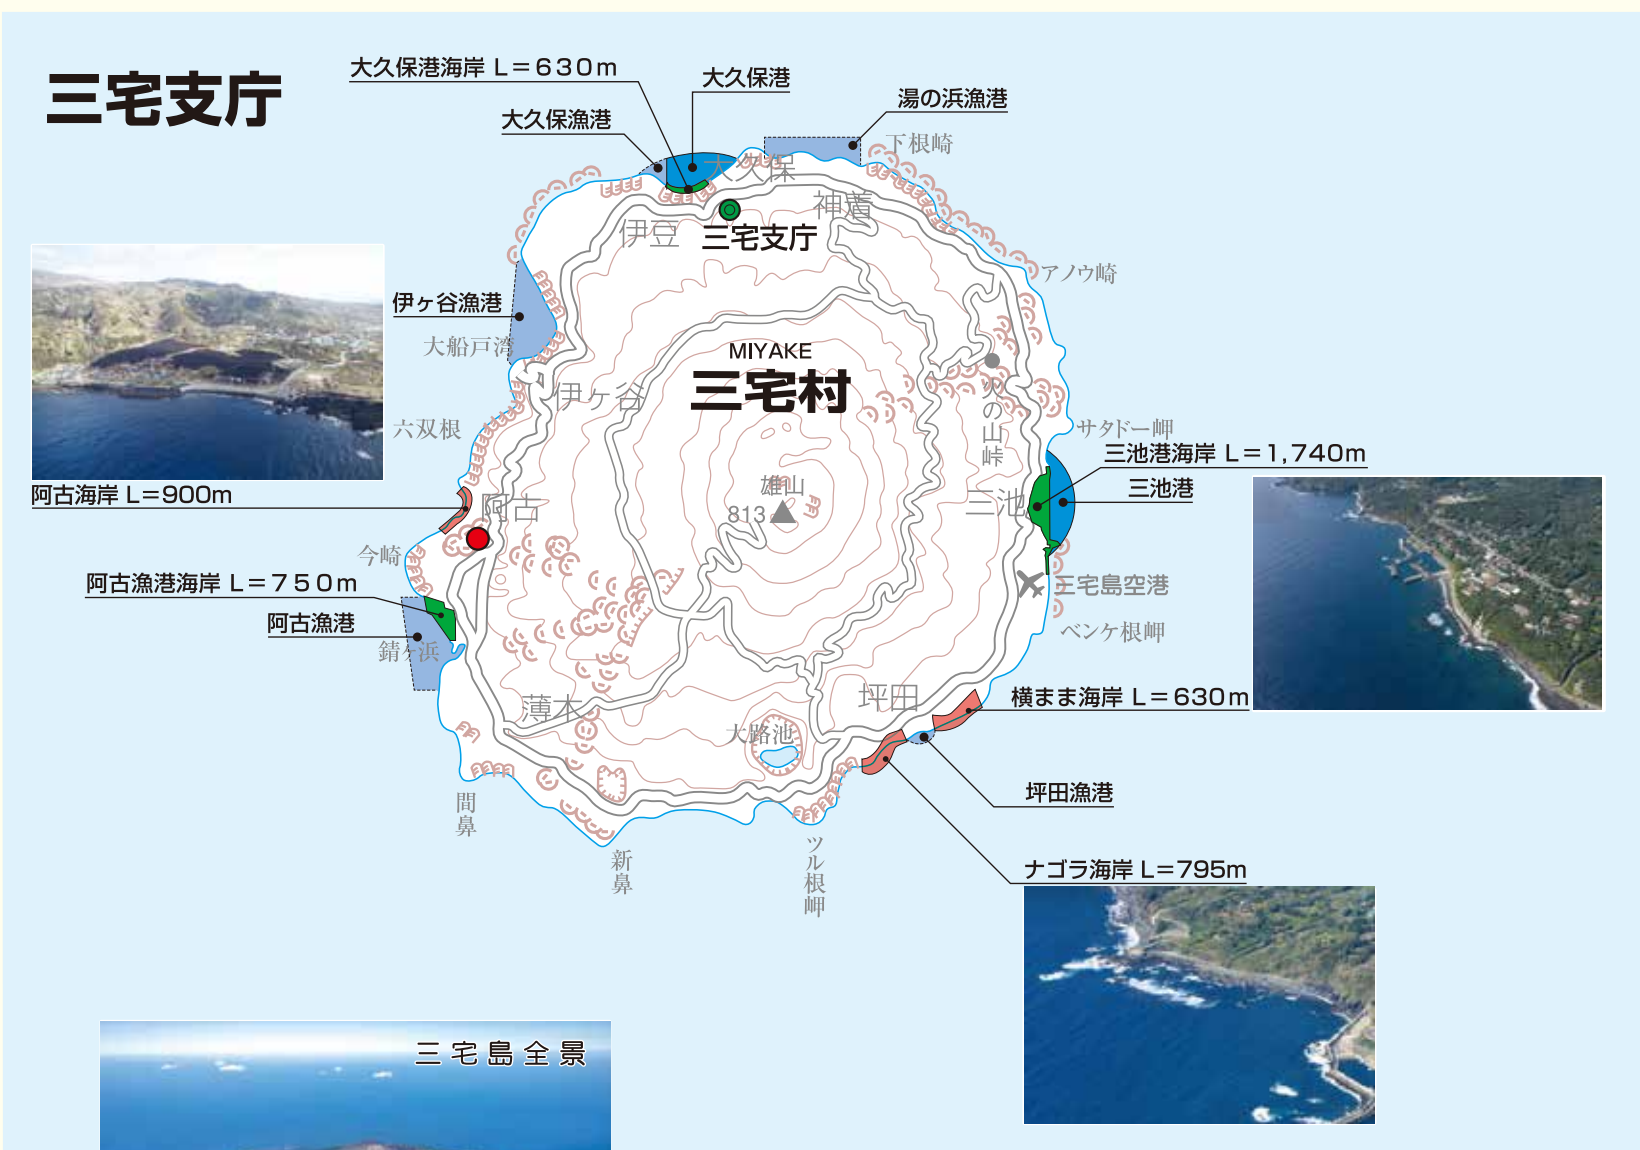 三宅支庁
大久保港海岸 L=630m
大久保港
大久保漁港
湯の浜漁港
下根崎
大久保
神着
伊豆
三宅支庁
アノウ崎
伊ヶ谷漁港
大船戸湾
MIYAKE
三宅村
伊ヶ谷
六双根
の山峠
サタドー岬
三池港海岸 L=1,740m
三池港
阿古海岸 L=900m
阿古
雄山
813
三池
今崎
阿古漁港海岸 L=750m
三宅島空港
阿古漁港
錆ヶ浜
ベンケ根岬
薄木
坪田
横まま海岸 L=630m
大路池
坪田漁港
間鼻
新鼻
ツル根岬
ナゴラ海岸 L=795m
三宅島全景